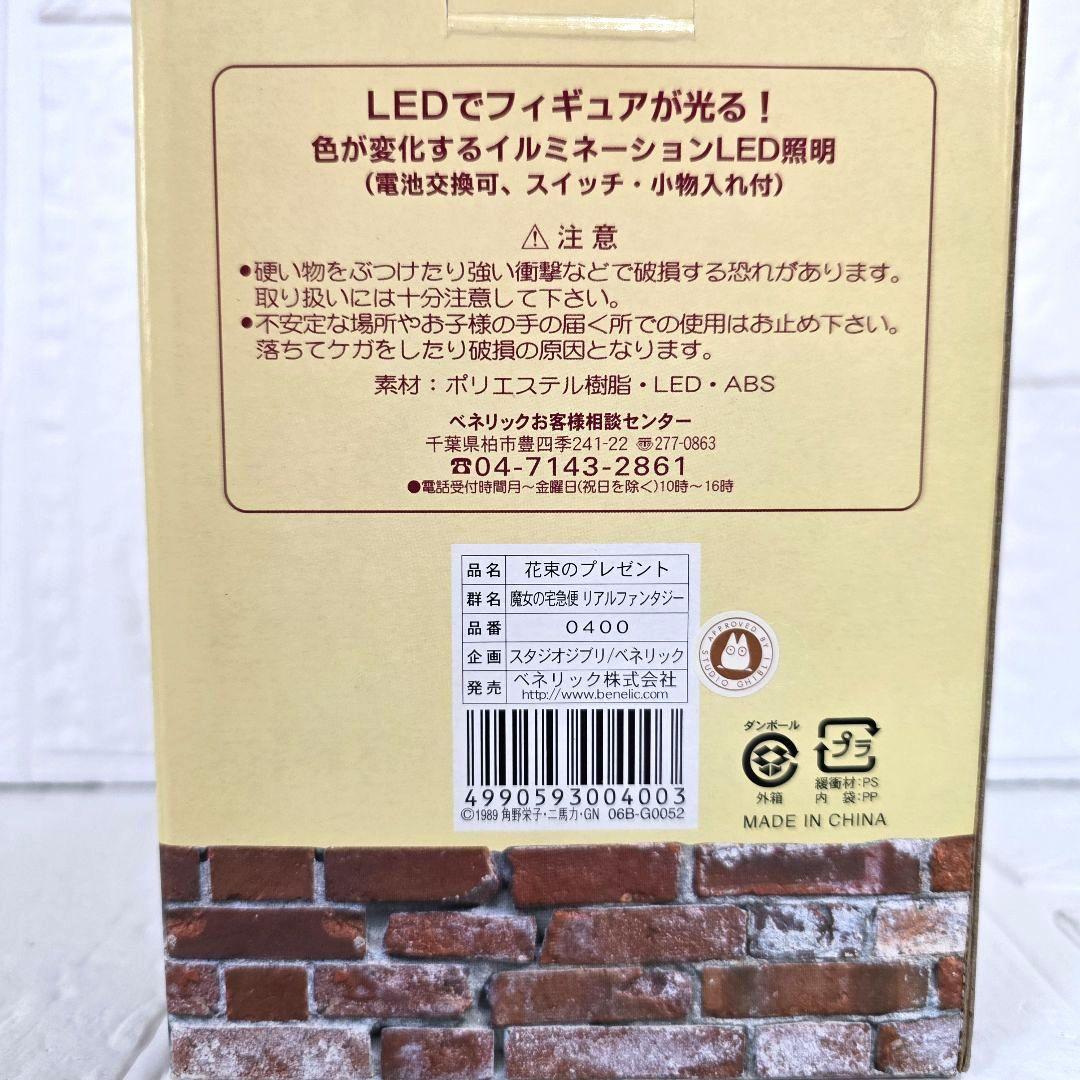 LEDでフィギュアが光る！
色が変化するイルミネーションLED照明
（電池交換可、スイッチ・小物入れ付）
⚠ 注意
●硬い物をぶつけたり強い衝撃などで破損する恐れがあります。
取り扱いには十分注意して下さい。
●不安定な場所やお子様の手の届く所での使用はお止め下さい。
落ちてケガをしたり破損の原因となります。
素材：ポリエステル樹脂・LED・ABS
ベネリックお客様相談センター
千葉県柏市豊四季241-22 〠277-0863
☎04-7143-2861
●電話受付時間月～金曜日(祝日を除く)10時～16時
品名 花束のプレゼント
群名 魔女の宅急便 リアルファンタジー
品番 0400
企画 スタジオジブリ/ベネリック
発売 ベネリック株式会社
http://www.benelic.com
4990593004003
©1989 角野栄子・二馬力・GN 06B-G0052
APPROVED BY STUDIO GHIBLI
ダンボール
外箱
プラ
緩衝材:PS
内 袋:PP
MADE IN CHINA